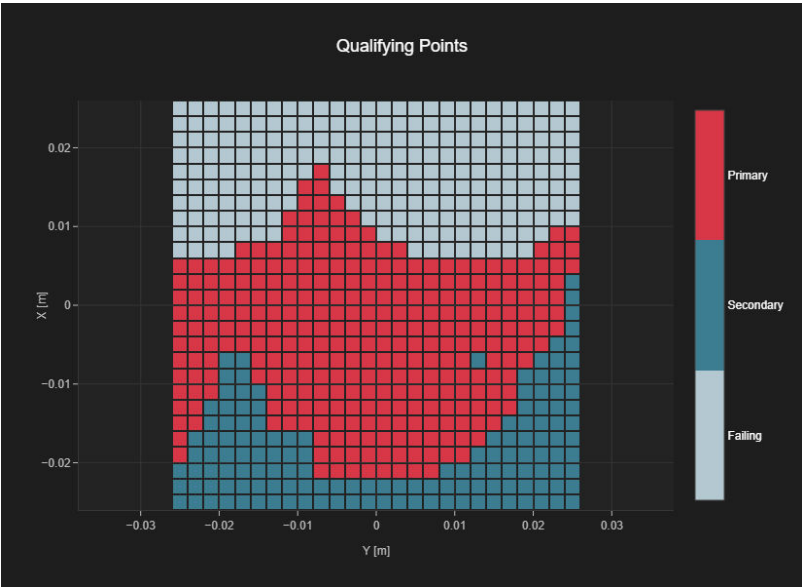 Qualifying Points
0.02
0.01
0
−0.01
−0.02
X [m]
−0.03
−0.02
−0.01
0
0.01
0.02
0.03
Y [m]
Primary
Secondary
Failing